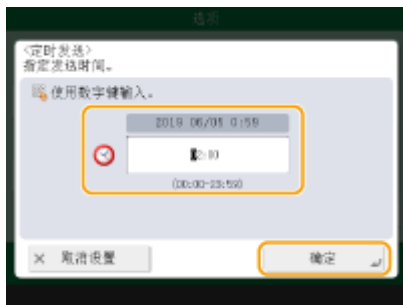 选项
<定时发送>
指定发送时间。
使用数字键输入。
2019 06/05 0:59
(00:00-23:59)
× 取消设置
确定